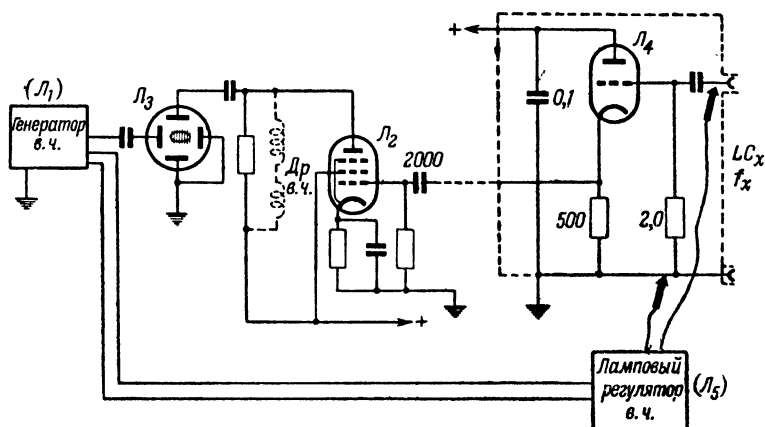 (Л₁)
Генератор
в. ч.
Л₃
Др
в.ч.
Л₂
2000
+
+
0,1
Л₄
500
2,0
LCₓ
fₓ
Ламповый
регулятор
в. ч.
(Л₅)